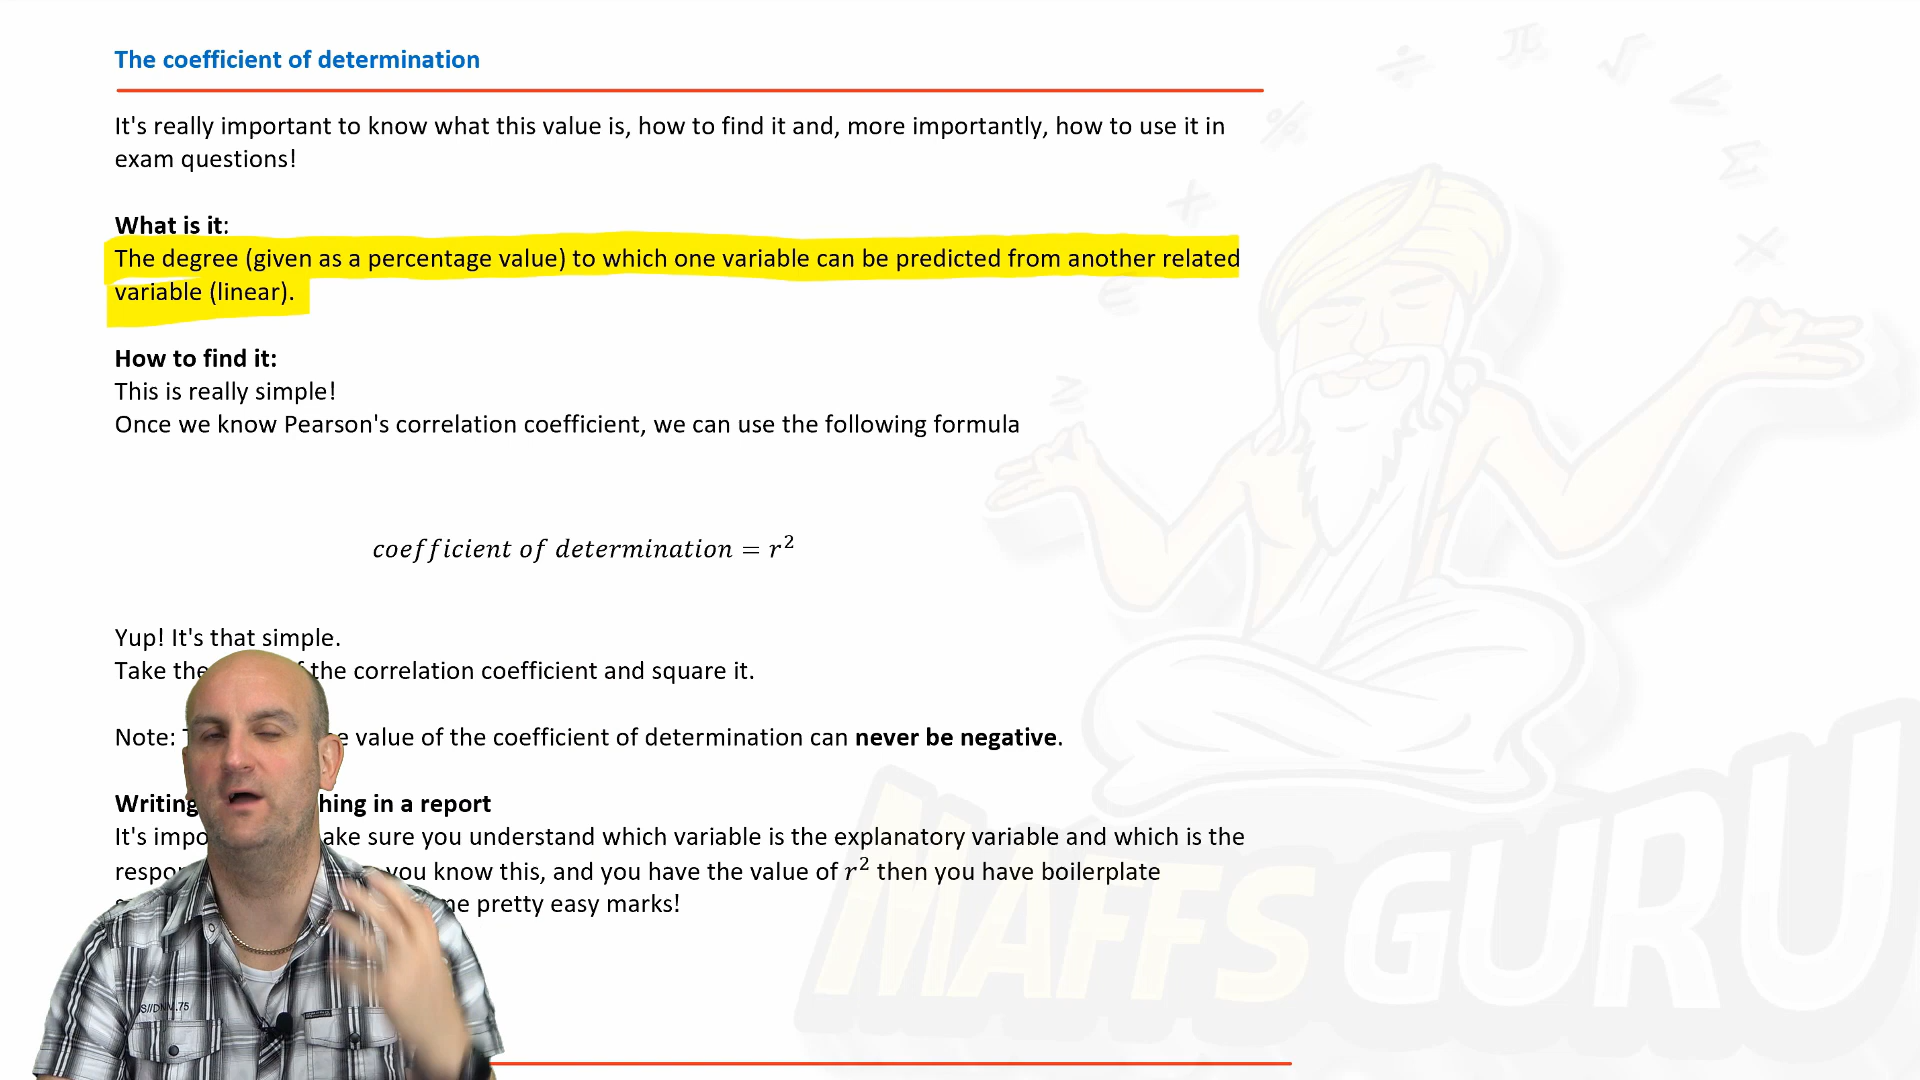 The coefficient of determination
It's really important to know what this value is, how to find it and, more importantly, how to use it in
exam questions!
What is it:
The degree (given as a percentage value) to which one variable can be predicted from another related
variable (linear).
How to find it:
This is really simple!
Once we know Pearson's correlation coefficient, we can use the following formula
coefficient of determination = r²
Yup! It's that simple.
Take the the correlation coefficient and square it.
Note: value of the coefficient of determination can never be negative.
Writing in a report
It's sure you understand which variable is the explanatory variable and which is the
you know this, and you have the value of r² then you have boilerplate
pretty easy marks!
MAFFS GURU